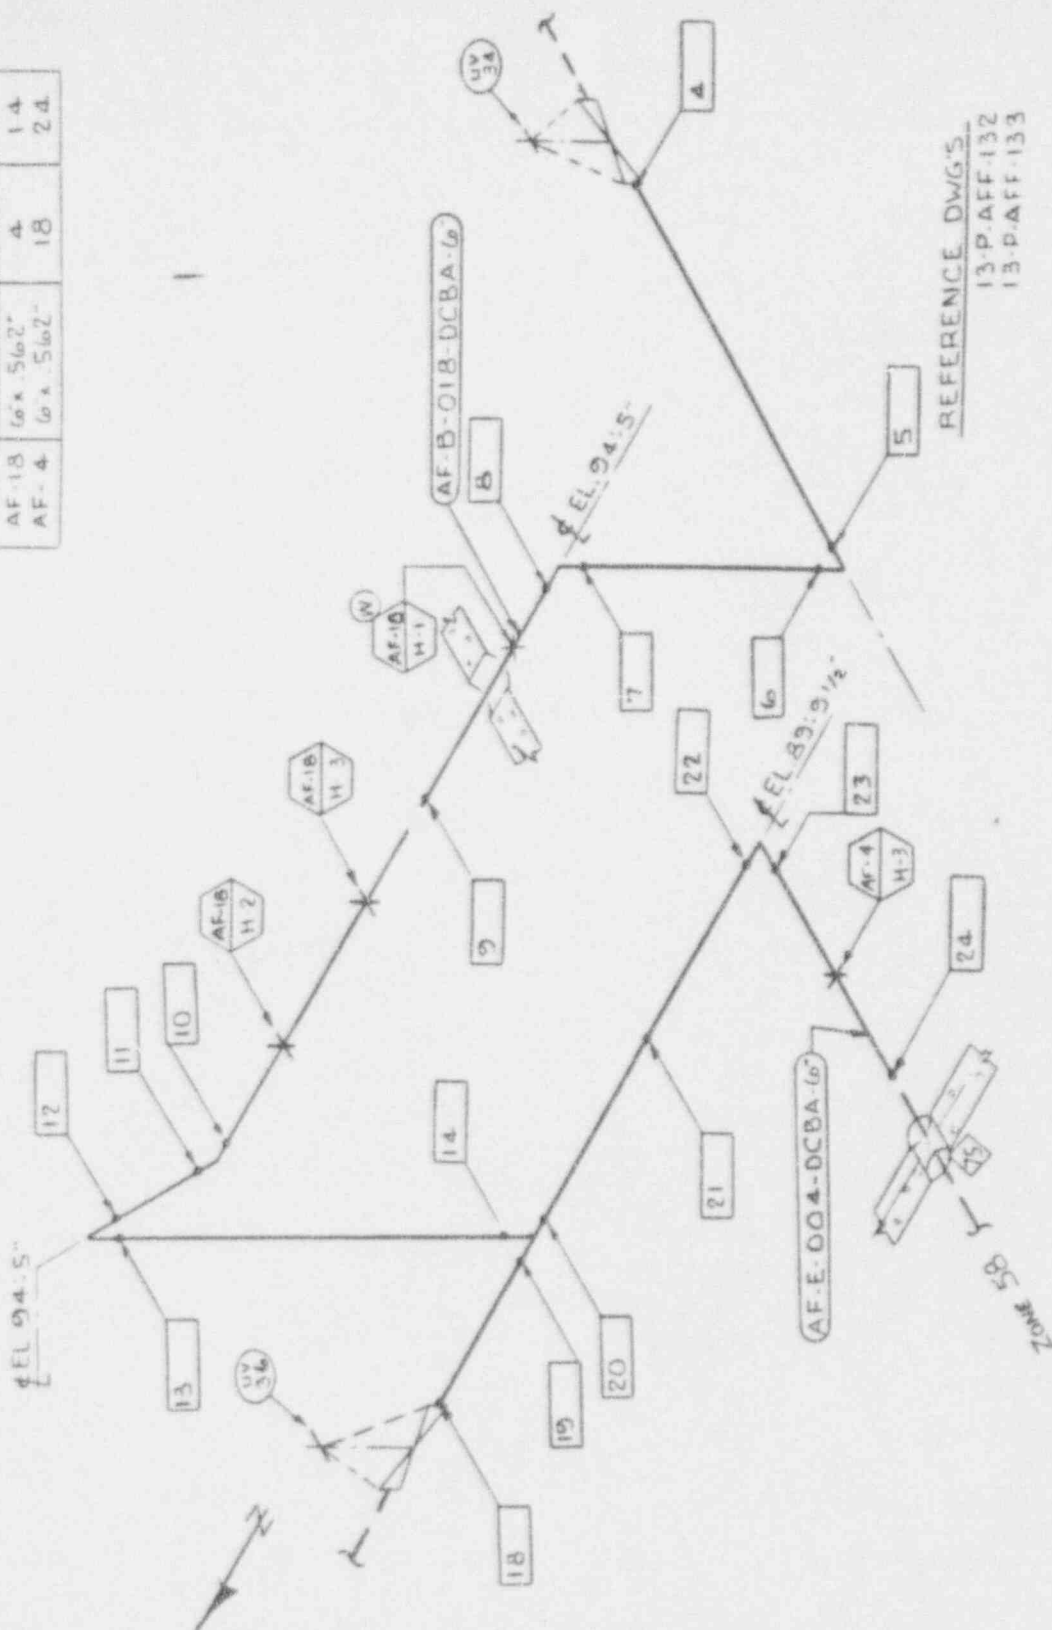 AF-18 6"x .562" 4 14
AF-4 6"x .562" 18 24
UV 34
4
AF-B-018-DCBA-6"
8
℄ EL. 94'-5"
W
AF-18 H-1
7
6
5
REFERENCE DWG'S.
13-P-AFF-132
13-P-AFF-133
AF-18 H 3
AF-18 H 2
9
10
11
12
℄ EL 94'-5"
13
14
22
℄ EL 89'-9 1/2"
23
AF-4 H-3
24
21
AF-E-004-DCBA-6"
75
ZONE 58
20
19
18
UV 36
N